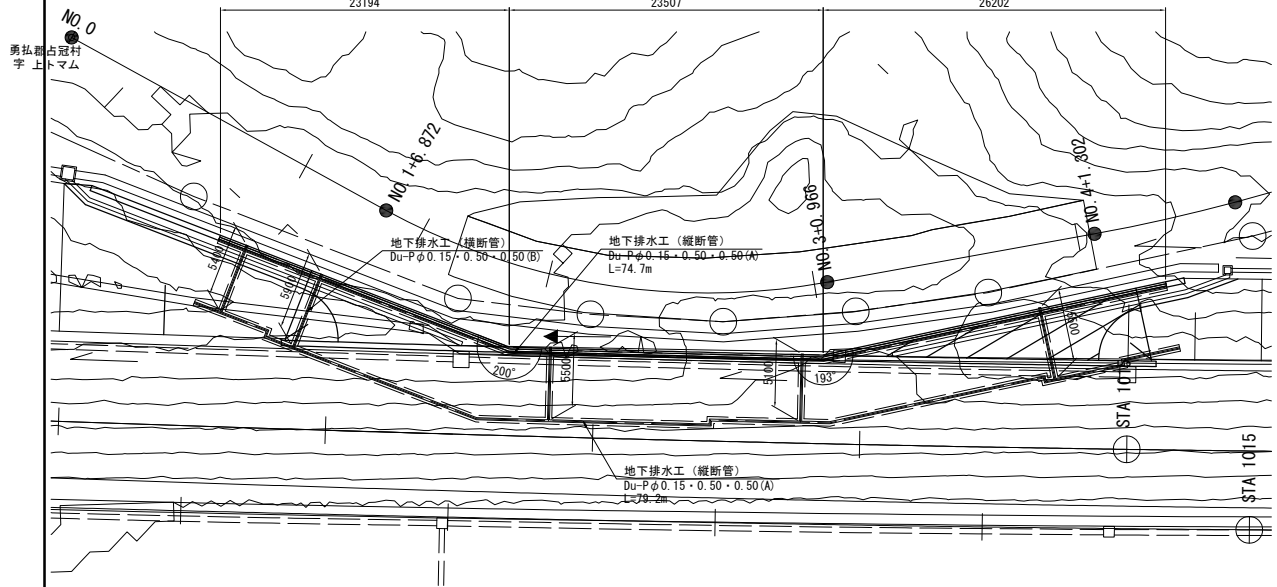 23194
23507
26202
NO. 0
勇払郡占冠村
字 上トマム
NO. 1+6. 872
NO. 4+1. 302
NO. 3+0. 966
地下排水工（横断管）
Du-Pφ0.15・0.50・0.50(B)
地下排水工（縦断管）
Du-Pφ0.15・0.50・0.50(A)
L=74.7m
5900
5500
5100
200°
193°
STA 1015
STA 1015
地下排水工（縦断管）
Du-Pφ0.15・0.50・0.50(A)
L=79.2m